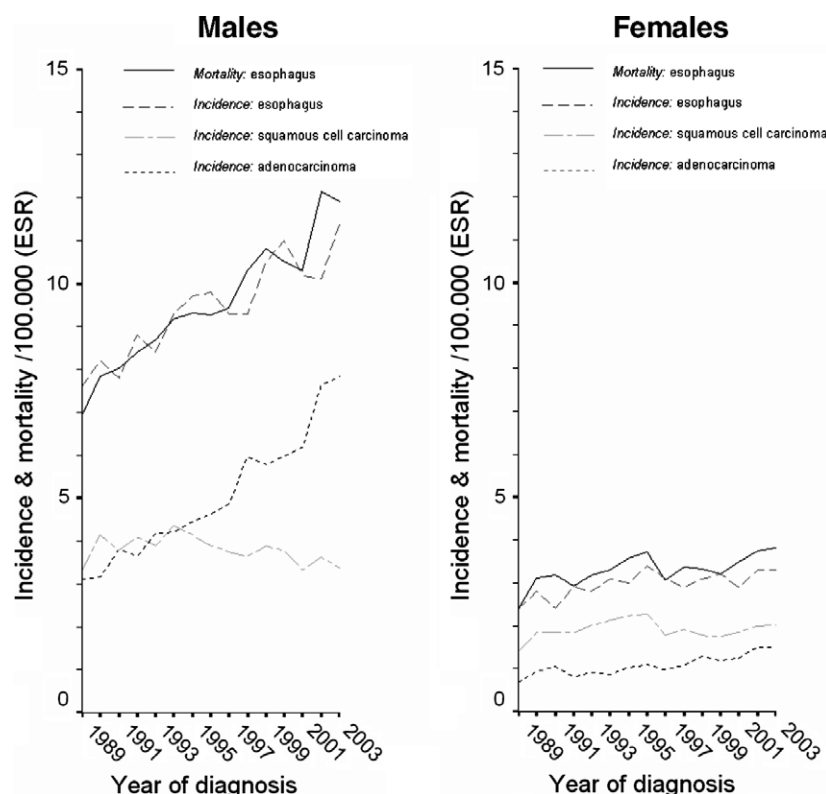 Males
15
Mortality: esophagus
Incidence: esophagus
Incidence: squamous cell carcinoma
Incidence: adenocarcinoma
10
5
0
Incidence & mortality /100.000 (ESR)
1989
1991
1993
1995
1997
1999
2001
2003
Year of diagnosis
Females
15
Mortality: esophagus
Incidence: esophagus
Incidence: squamous cell carcinoma
Incidence: adenocarcinoma
10
5
0
Incidence & mortality /100.000 (ESR)
1989
1991
1993
1995
1997
1999
2001
2003
Year of diagnosis